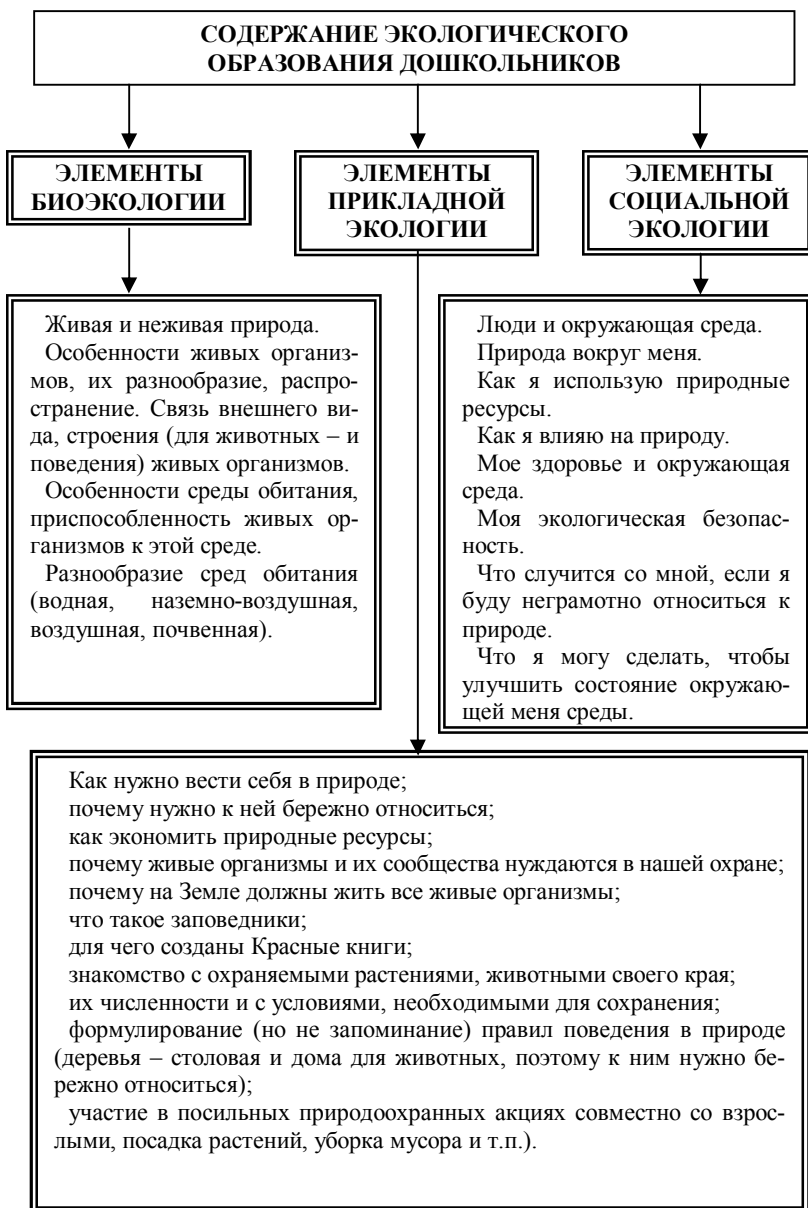 СОДЕРЖАНИЕ ЭКОЛОГИЧЕСКОГО
ОБРАЗОВАНИЯ ДОШКОЛЬНИКОВ
ЭЛЕМЕНТЫ
БИОЭКОЛОГИИ
ЭЛЕМЕНТЫ
ПРИКЛАДНОЙ
ЭКОЛОГИИ
ЭЛЕМЕНТЫ
СОЦИАЛЬНОЙ
ЭКОЛОГИИ
Живая и неживая природа.
Особенности живых организ-
мов, их разнообразие, распро-
странение. Связь внешнего ви-
да, строения (для животных – и
поведения) живых организмов.
Особенности среды обитания,
приспособленность живых ор-
ганизмов к этой среде.
Разнообразие сред обитания
(водная, наземно-воздушная,
воздушная, почвенная).
Люди и окружающая среда.
Природа вокруг меня.
Как я использую природные
ресурсы.
Как я влияю на природу.
Мое здоровье и окружающая
среда.
Моя экологическая безопас-
ность.
Что случится со мной, если я
буду неграмотно относиться к
природе.
Что я могу сделать, чтобы
улучшить состояние окружаю-
щей меня среды.
Как нужно вести себя в природе;
почему нужно к ней бережно относиться;
как экономить природные ресурсы;
почему живые организмы и их сообщества нуждаются в нашей охране;
почему на Земле должны жить все живые организмы;
что такое заповедники;
для чего созданы Красные книги;
знакомство с охраняемыми растениями, животными своего края;
их численности и с условиями, необходимыми для сохранения;
формулирование (но не запоминание) правил поведения в природе
(деревья – столовая и дома для животных, поэтому к ним нужно бе-
режно относиться);
участие в посильных природоохранных акциях совместно со взрос-
лыми, посадка растений, уборка мусора и т.п.).